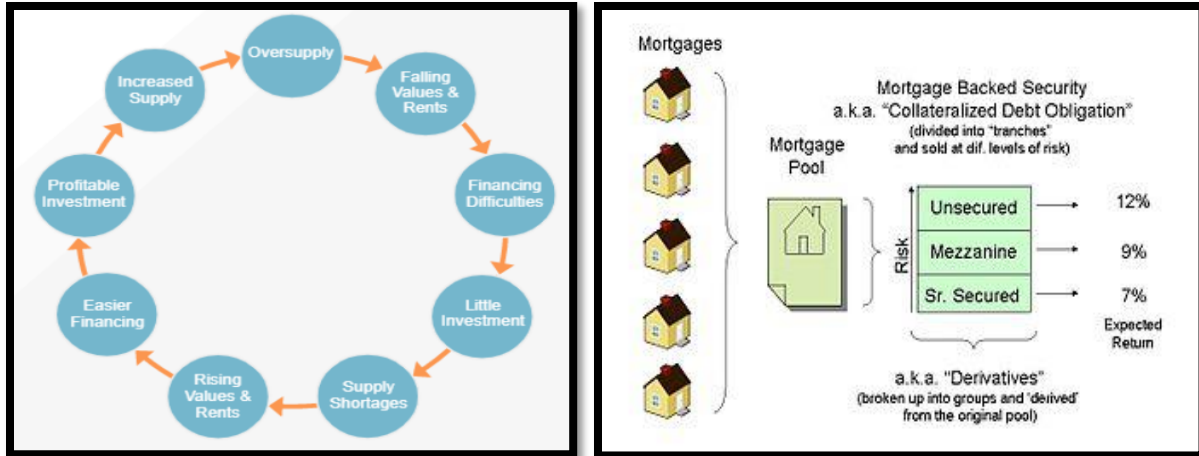 Oversupply
Falling
Values &
Rents
Financing
Difficulties
Little
Investment
Supply
Shortages
Rising
Values &
Rents
Easier
Financing
Profitable
Investment
Increased
Supply
Mortgages
Mortgage Backed Security
a.k.a. “Collateralized Debt Obligation”
(divided into “tranches”
and sold at dif. levels of risk)
Mortgage
Pool
Risk
Unsecured
12%
Mezzanine
9%
Sr. Secured
7%
Expected
Return
a.k.a. “Derivatives”
(broken up into groups and ‘derived’
from the original pool)